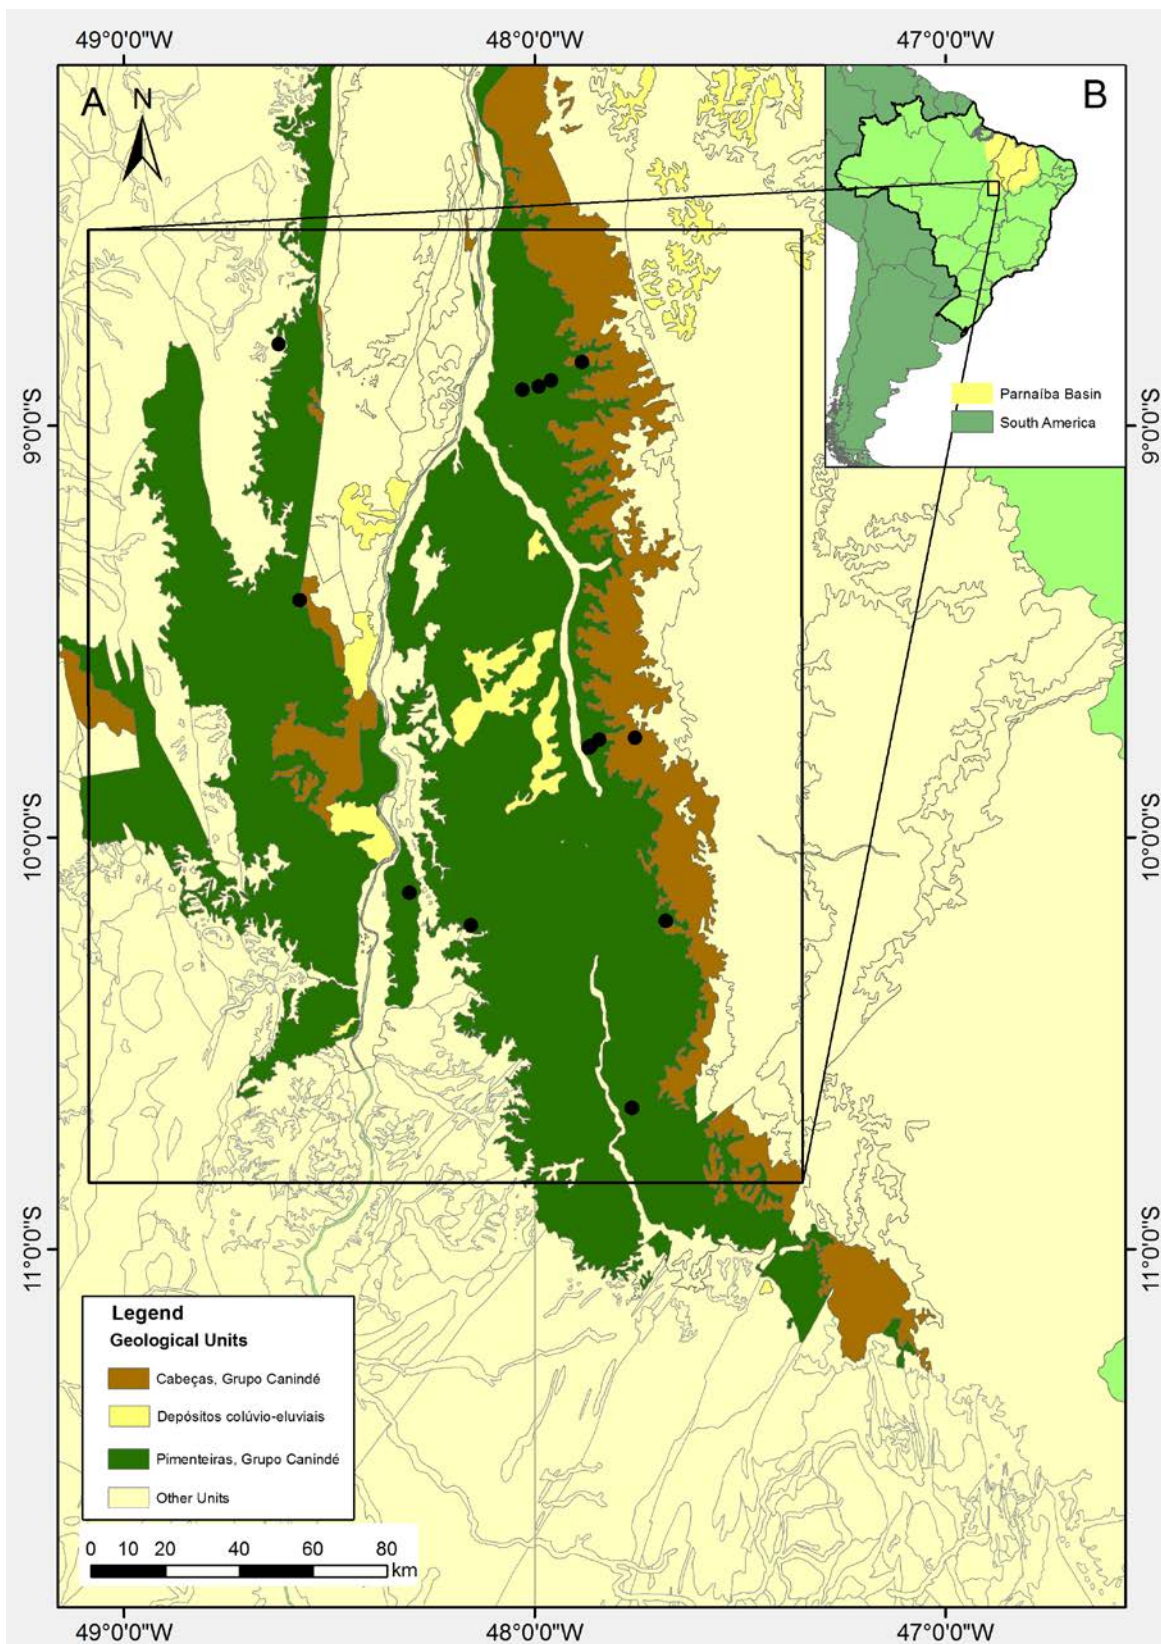 49°0'0"W 48°0'0"W 47°0'0"W
A N B
Parnaíba Basin
South America
9°0'0"S 9°0'0"S
10°0'0"S 10°0'0"S
11°0'0"S 11°0'0"S
Legend
Geological Units
Cabeças, Grupo Canindé
Depósitos colúvio-eluviais
Pimenteiras, Grupo Canindé
Other Units
0 10 20 40 60 80
km
49°0'0"W 48°0'0"W 47°0'0"W